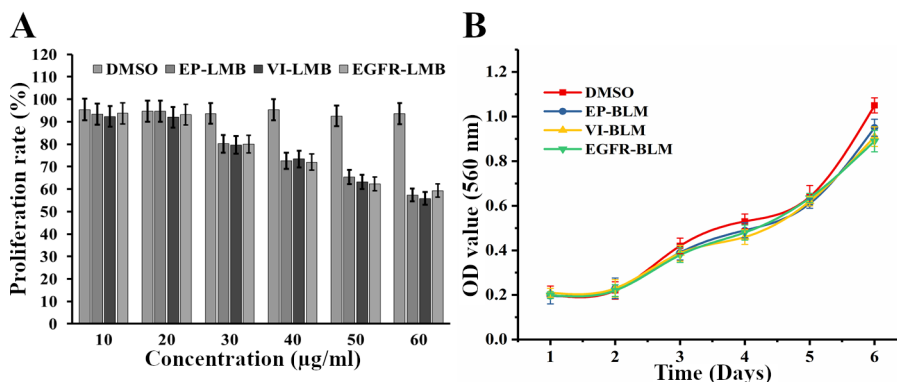 A
DMSO EP-LMB VI-LMB EGFR-LMB
Proliferation rate (%)
120
110
100
90
80
70
60
50
40
30
20
10
0
10 20 30 40 50 60
Concentration (µg/ml)
B
DMSO
EP-BLM
VI-BLM
EGFR-BLM
OD value (560 nm)
1.2
1.0
0.8
0.6
0.4
0.2
0.0
1 2 3 4 5 6
Time (Days)